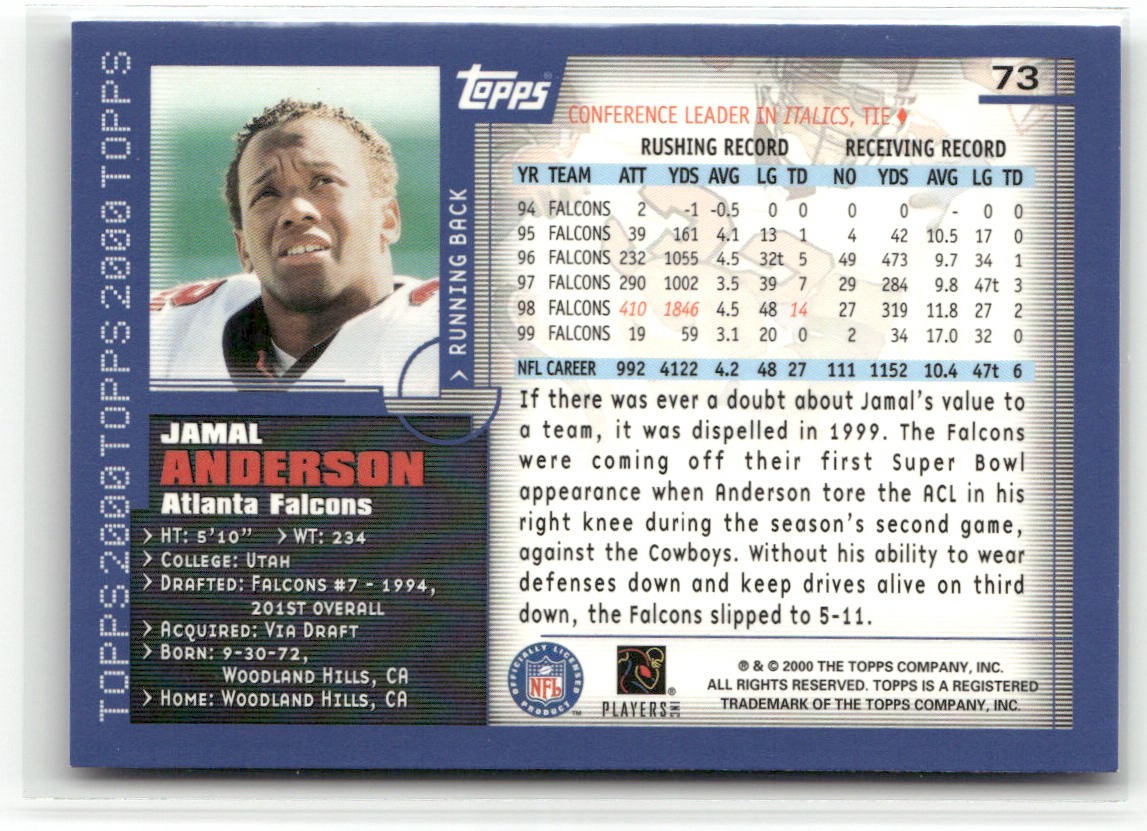 TOPPS 2000 TOPPS 2000 TOPPS 2000 TOPPS
TOPPS®
73
CONFERENCE LEADER IN ITALICS, TIE ♦
RUNNING BACK
RUSHING RECORD RECEIVING RECORD
YR TEAM ATT YDS AVG LG TD NO YDS AVG LG TD
94 FALCONS 2 -1 -0.5 0 0 0 0 - 0 0
95 FALCONS 39 161 4.1 13 1 4 42 10.5 17 0
96 FALCONS 232 1055 4.5 32t 5 49 473 9.7 34 1
97 FALCONS 290 1002 3.5 39 7 29 284 9.8 47t 3
98 FALCONS 410 1846 4.5 48 14 27 319 11.8 27 2
99 FALCONS 19 59 3.1 20 0 2 34 17.0 32 0
NFL CAREER 992 4122 4.2 48 27 111 1152 10.4 47t 6
If there was ever a doubt about Jamal's value to
a team, it was dispelled in 1999. The Falcons
were coming off their first Super Bowl
appearance when Anderson tore the ACL in his
right knee during the season's second game,
against the Cowboys. Without his ability to wear
defenses down and keep drives alive on third
down, the Falcons slipped to 5-11.
JAMAL
ANDERSON
Atlanta Falcons
> HT: 5'10" > WT: 234
> COLLEGE: UTAH
> DRAFTED: FALCONS #7 - 1994,
201ST OVERALL
> ACQUIRED: VIA DRAFT
> BORN: 9-30-72,
WOODLAND HILLS, CA
> HOME: WOODLAND HILLS, CA
OFFICIALLY LICENSED
NFL
PRODUCT ™
PLAYERS INC ®
® & © 2000 THE TOPPS COMPANY, INC.
ALL RIGHTS RESERVED. TOPPS IS A REGISTERED
TRADEMARK OF THE TOPPS COMPANY, INC.